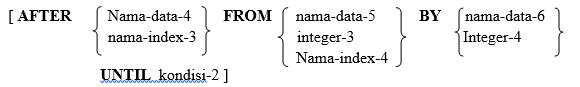 [ AFTER { Nama-data-4 } FROM { nama-data-5 } BY { nama-data-6 }
nama-index-3 integer-3 Integer-4
Nama-index-4
UNTIL kondisi-2 ]